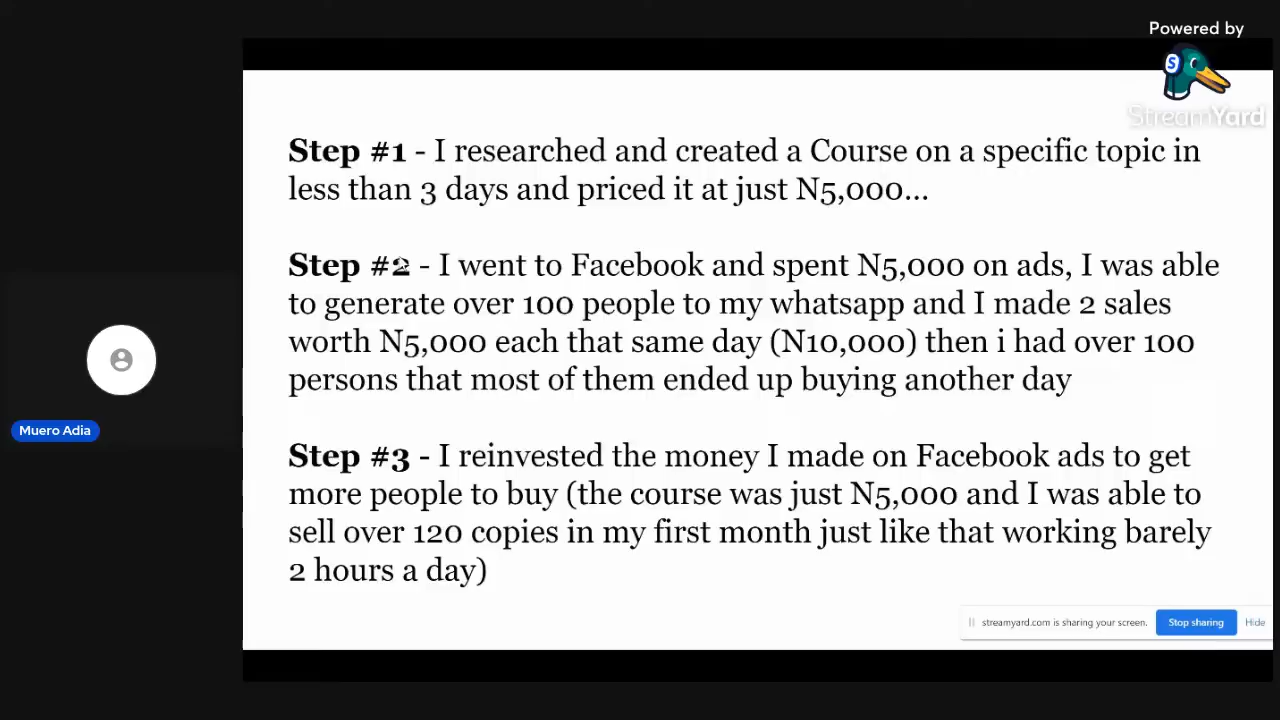 Powered by
StreamYard
Step #1 - I researched and created a Course on a specific topic in
less than 3 days and priced it at just N5,000...
Step #2 - I went to Facebook and spent N5,000 on ads, I was able
to generate over 100 people to my whatsapp and I made 2 sales
worth N5,000 each that same day (N10,000) then i had over 100
persons that most of them ended up buying another day
Muero Adia
Step #3 - I reinvested the money I made on Facebook ads to get
more people to buy (the course was just N5,000 and I was able to
sell over 120 copies in my first month just like that working barely
2 hours a day)
streamyard.com is sharing your screen. Stop sharing Hide